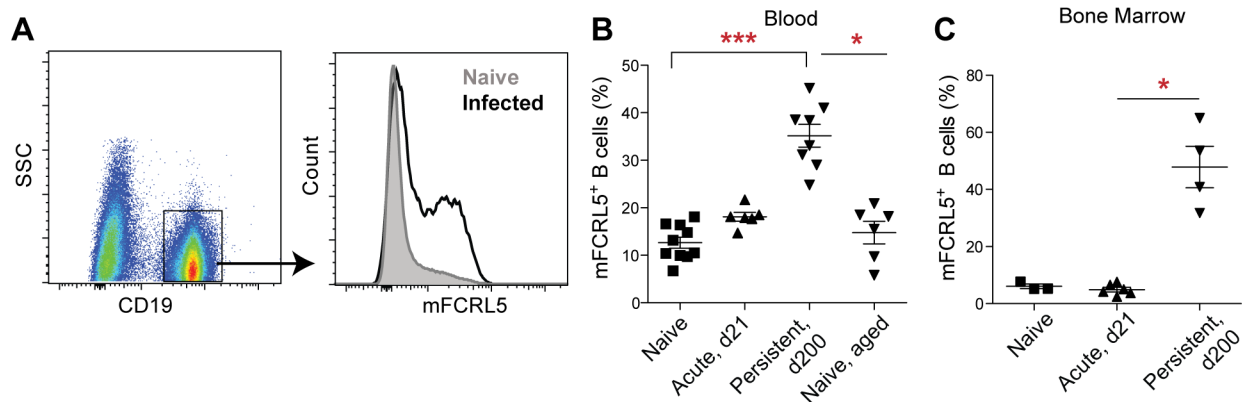 A
SSC
CD19
Count
Naive
Infected
mFCRL5
B
Blood
***
*
mFCRL5+ B cells (%)
50
40
30
20
10
0
Naive
Acute, d21
Persistent,
d200
Naive, aged
C
Bone Marrow
*
mFCRL5+ B cells (%)
80
60
40
20
0
Naive
Acute, d21
Persistent,
d200